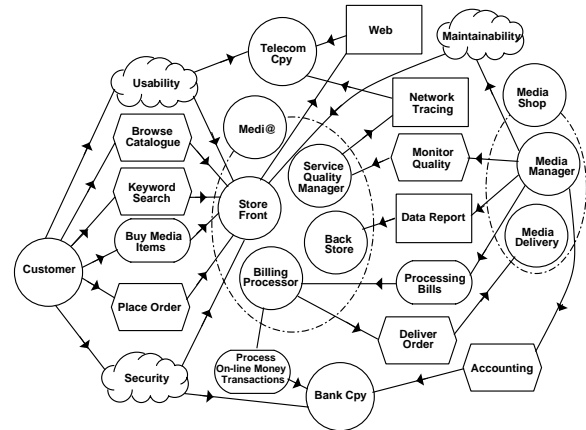 Web
Maintainability
Telecom
Cpy
Usability
Media
Shop
Network
Tracing
Browse
Catalogue
Medi@
Service
Quality
Manager
Monitor
Quality
Media
Manager
Keyword
Search
Store
Front
Data Report
Buy Media
Items
Back
Store
Media
Delivery
Customer
Billing
Processor
Processing
Bills
Place Order
Deliver
Order
Process
On-line Money
Transactions
Accounting
Security
Bank Cpy